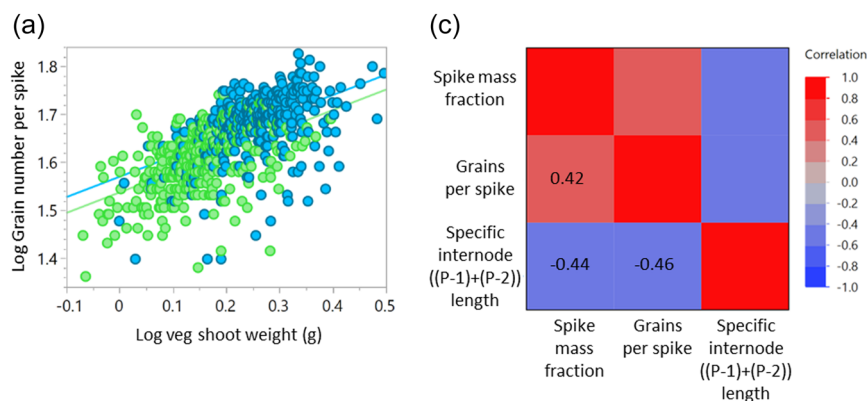 (a)
Log Grain number per spike
1.8
1.7
1.6
1.5
1.4
-0.1
0
0.1
0.2
0.3
0.4
0.5
Log veg shoot weight (g)
(c)
Spike mass
fraction
Grains
per spike
Specific
internode
((P-1)+(P-2))
length
0.42
-0.44
-0.46
Spike
mass
fraction
Grains
per spike
Specific
internode
((P-1)+(P-2))
length
Correlation
1.0
0.8
0.6
0.4
0.2
0.0
-0.2
-0.4
-0.6
-0.8
-1.0